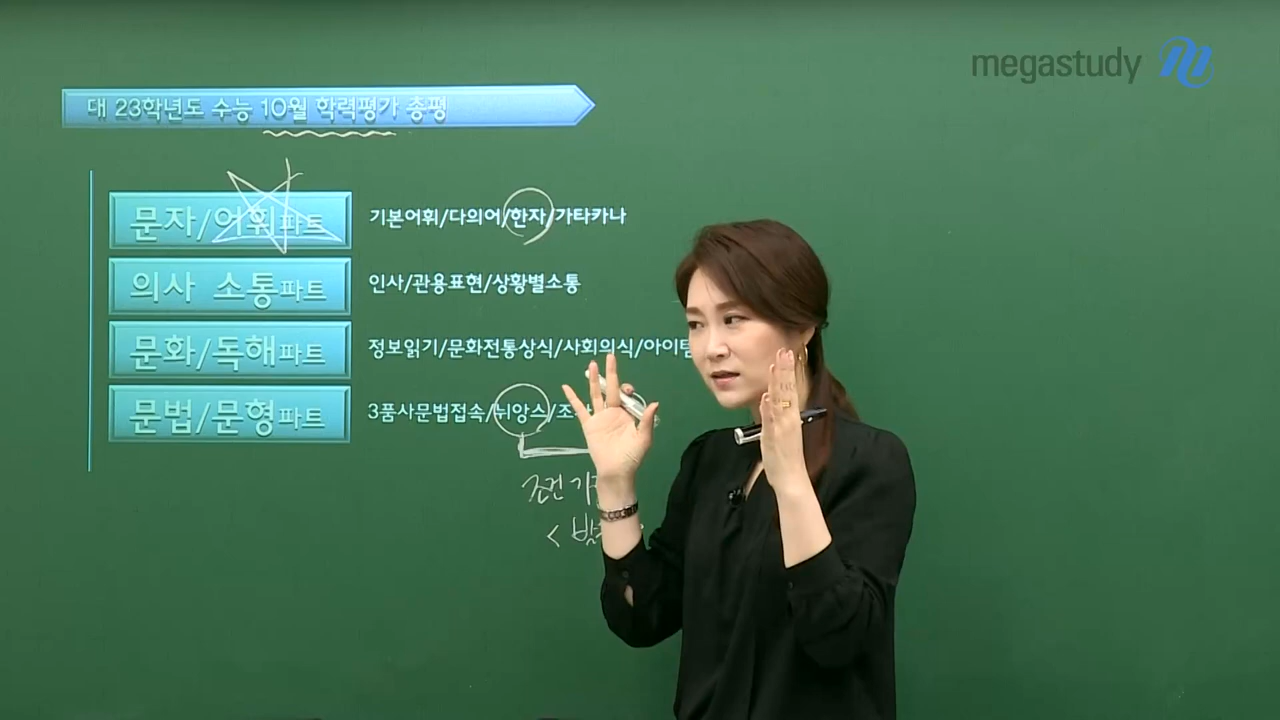 megastudy
대 23학년도 수능 10월 학력평가 총평
문자/어휘파트
기본어휘/다의어/한자/가타카나
의사 소통파트
인사/관용표현/상황별소통
문화/독해파트
정보읽기/문화전통상식/사회의식/아이템
문법/문형파트
3품사문법접속/뉘앙스/조
조건
<